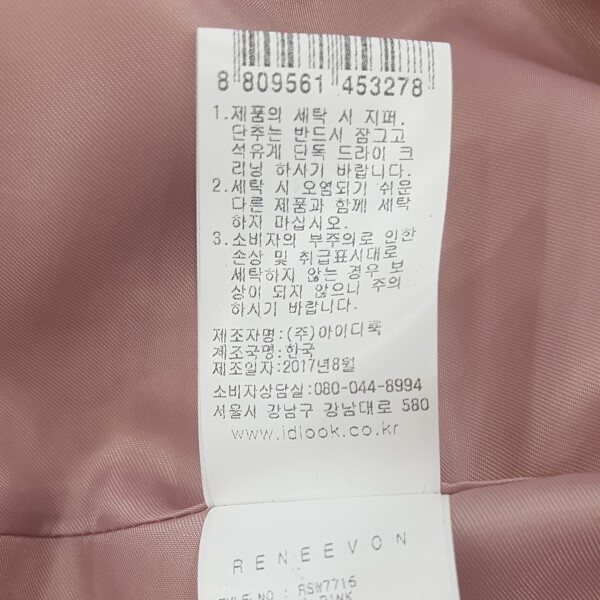 8 809561 453278
1.제품의 세탁 시 지퍼,
단추는 반드시 잠그고
석유계 단독 드라이 크
리닝 하시기 바랍니다.
2.세탁 시 오염되기 쉬운
다른 제품과 함께 세탁
하지 마십시오.
3.소비자의 부주의로 인한
손상 및 취급표시대로
세탁하지 않는 경우 보
상이 되지 않으니 주의
하시기 바랍니다.
제조자명:(주)아이디룩
제조국명:한국
제조일자:2017년8월
소비자상담실:080-044-8994
서울시 강남구 강남대로 580
www.idlook.co.kr
RENEEVON
STYLE NO : RSW7715
PINK